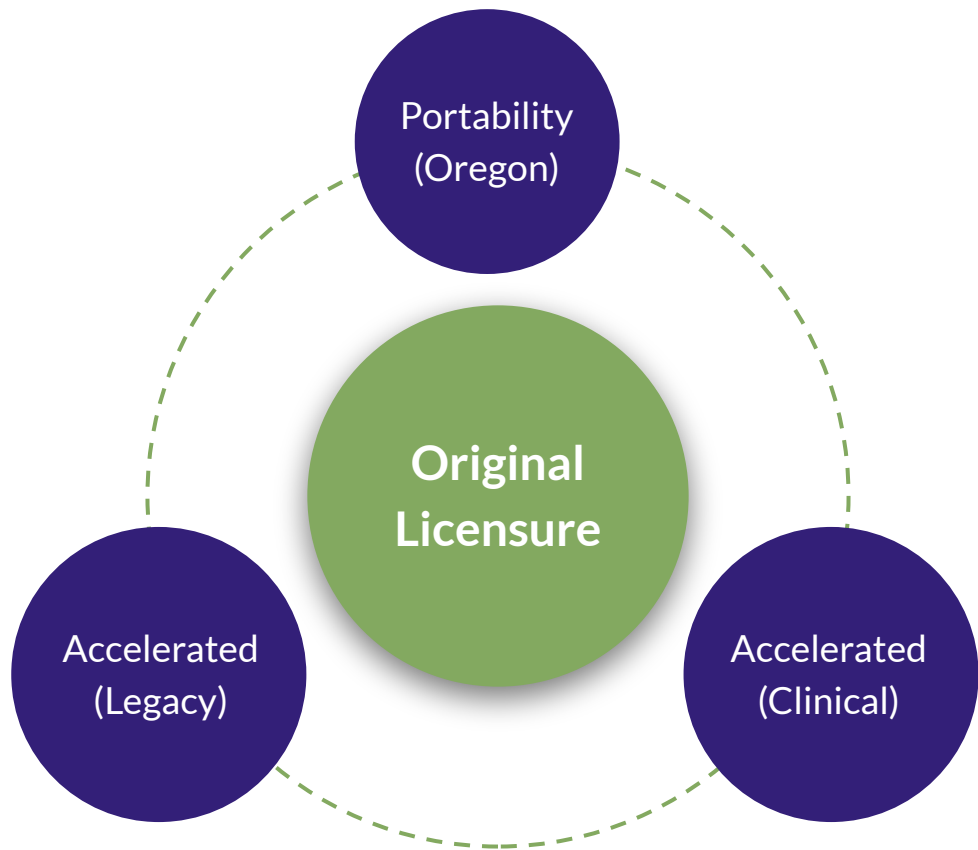 Portability
(Oregon)
Original
Licensure
Accelerated
(Legacy)
Accelerated
(Clinical)